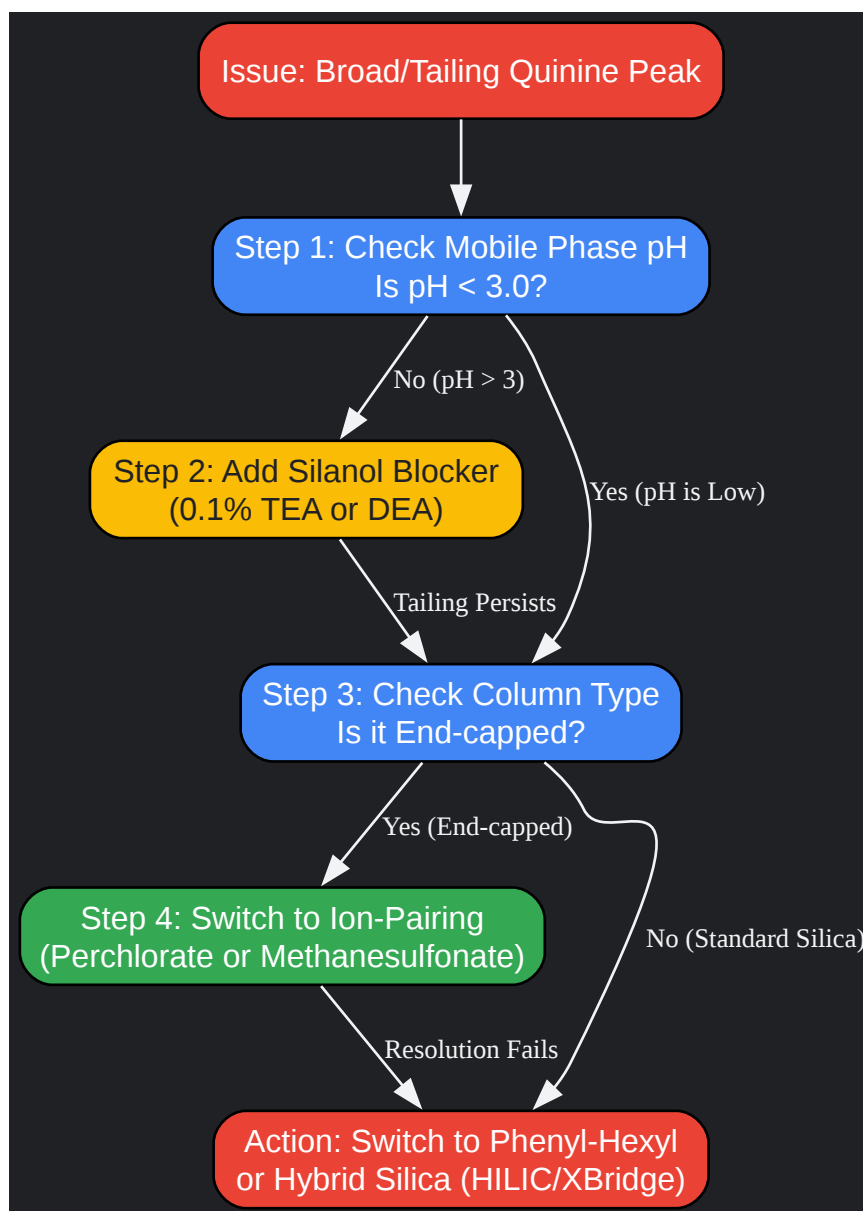 Issue: Broad/Tailing Quinine Peak
Step 1: Check Mobile Phase pH
Is pH < 3.0?
No (pH > 3)
Step 2: Add Silanol Blocker
(0.1% TEA or DEA)
Yes (pH is Low)
Tailing Persists
Step 3: Check Column Type
Is it End-capped?
Yes (End-capped)
Step 4: Switch to Ion-Pairing
(Perchlorate or Methanesulfonate)
No (Standard Silica)
Resolution Fails
Action: Switch to Phenyl-Hexyl
or Hybrid Silica (HILIC/XBridge)